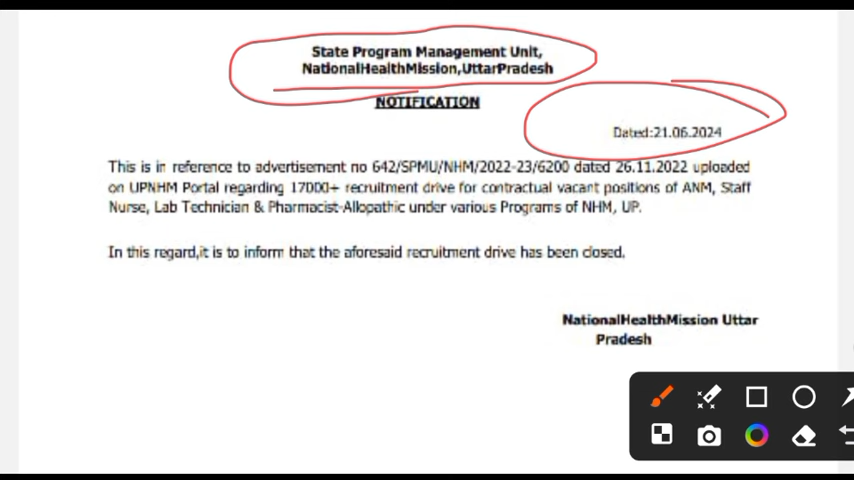 State Program Management Unit,
NationalHealthMission,UttarPradesh
NOTIFICATION
Dated:21.06.2024
This is in reference to advertisement no 642/SPMU/NHM/2022-23/6200 dated 26.11.2022 uploaded
on UPNHM Portal regarding 17000+ recruitment drive for contractual vacant positions of ANM, Staff
Nurse, Lab Technician & Pharmacist-Allopathic under various Programs of NHM, UP.
In this regard,it is to inform that the aforesaid recruitment drive has been closed.
NationalHealthMission Uttar
Pradesh